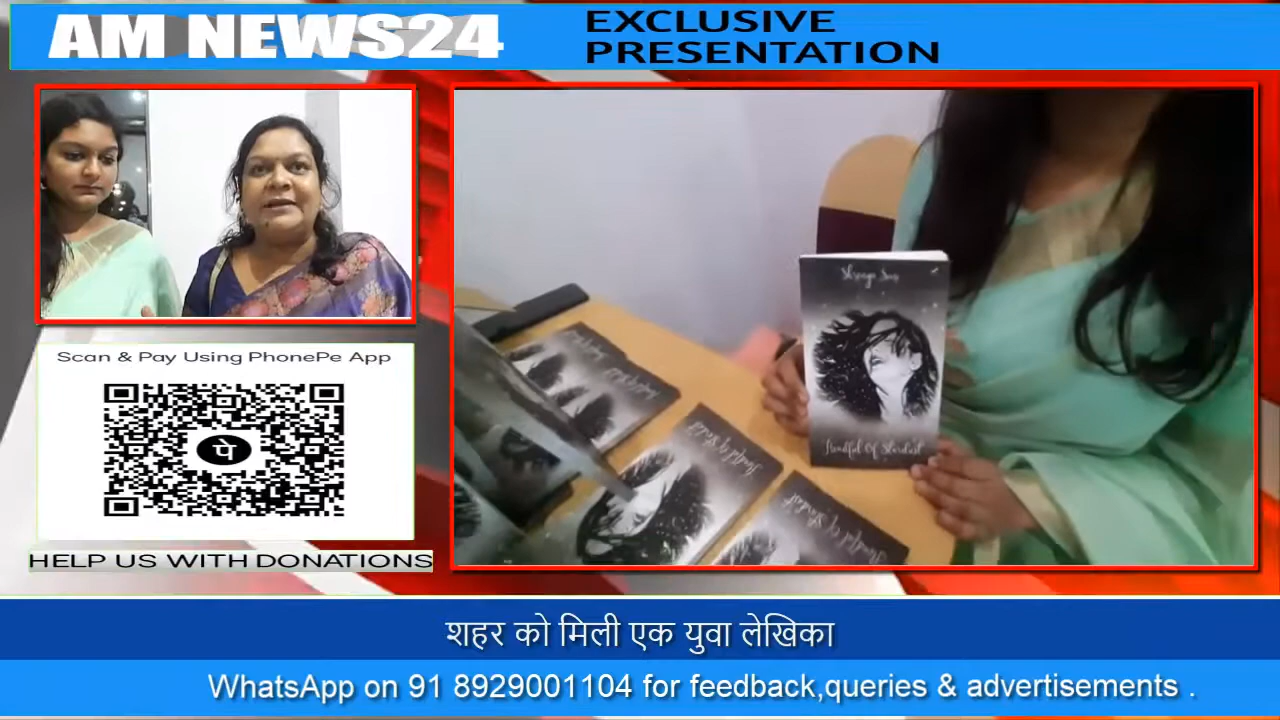 AM NEWS24
EXCLUSIVE
PRESENTATION
Scan & Pay Using PhonePe App
पे
HELP US WITH DONATIONS
Handful Of Stardust
शहर को मिली एक युवा लेखिका
WhatsApp on 91 8929001104 for feedback,queries & advertisements .